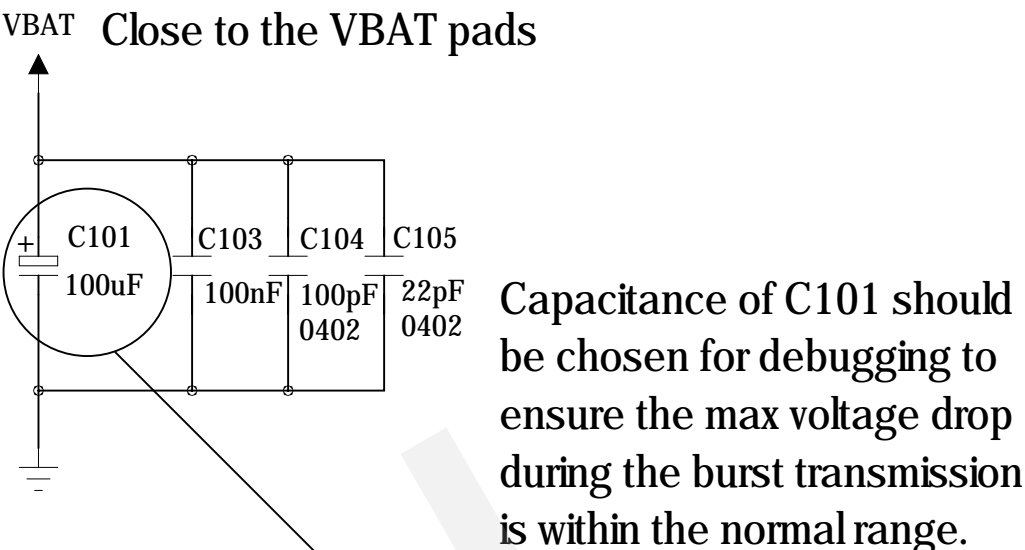 VBAT Close to the VBAT pads
+ C101 C103 C104 C105
100uF 100nF 100pF 22pF
0402 0402
Capacitance of C101 should
be chosen for debugging to
ensure the max voltage drop
during the burst transmission
is within the normal range.